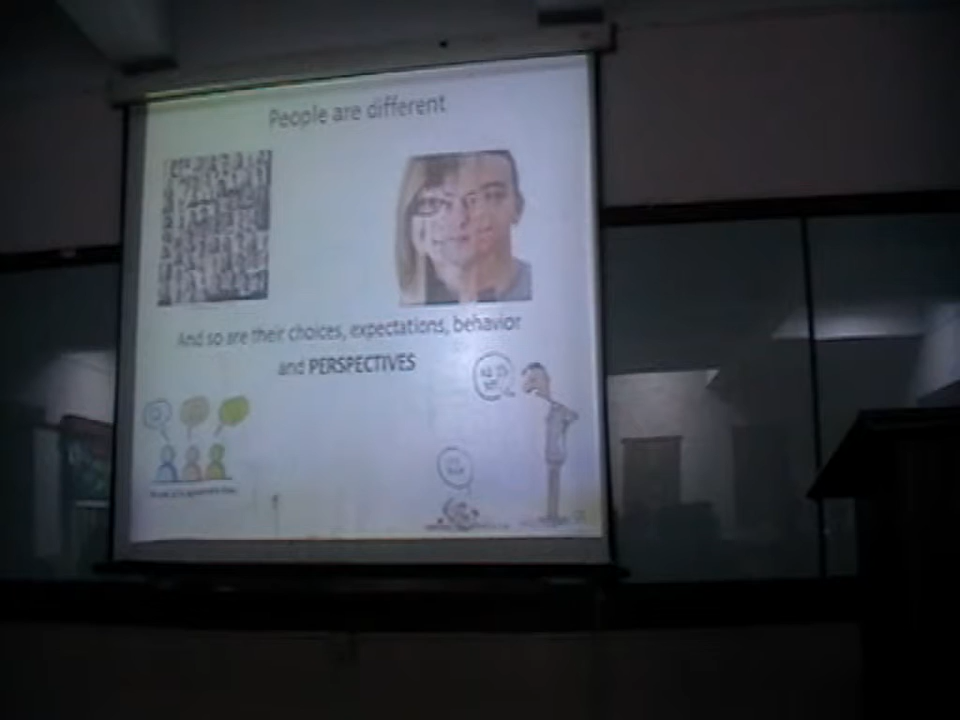 People are different
And so are their choices, expectations, behavior
and PERSPECTIVES